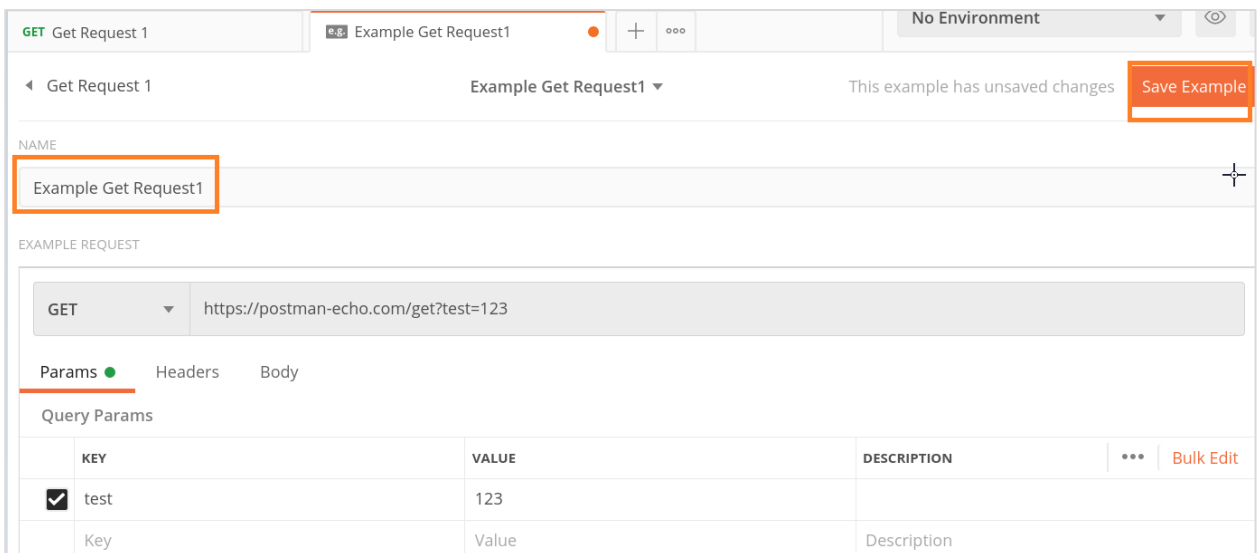 GET Get Request 1
e.g. Example Get Request1
No Environment
Get Request 1
Example Get Request1
This example has unsaved changes
Save Example
NAME
Example Get Request1
EXAMPLE REQUEST
GET
https://postman-echo.com/get?test=123
Params
Headers
Body
Query Params
KEY
VALUE
DESCRIPTION
Bulk Edit
test
123
Key
Value
Description